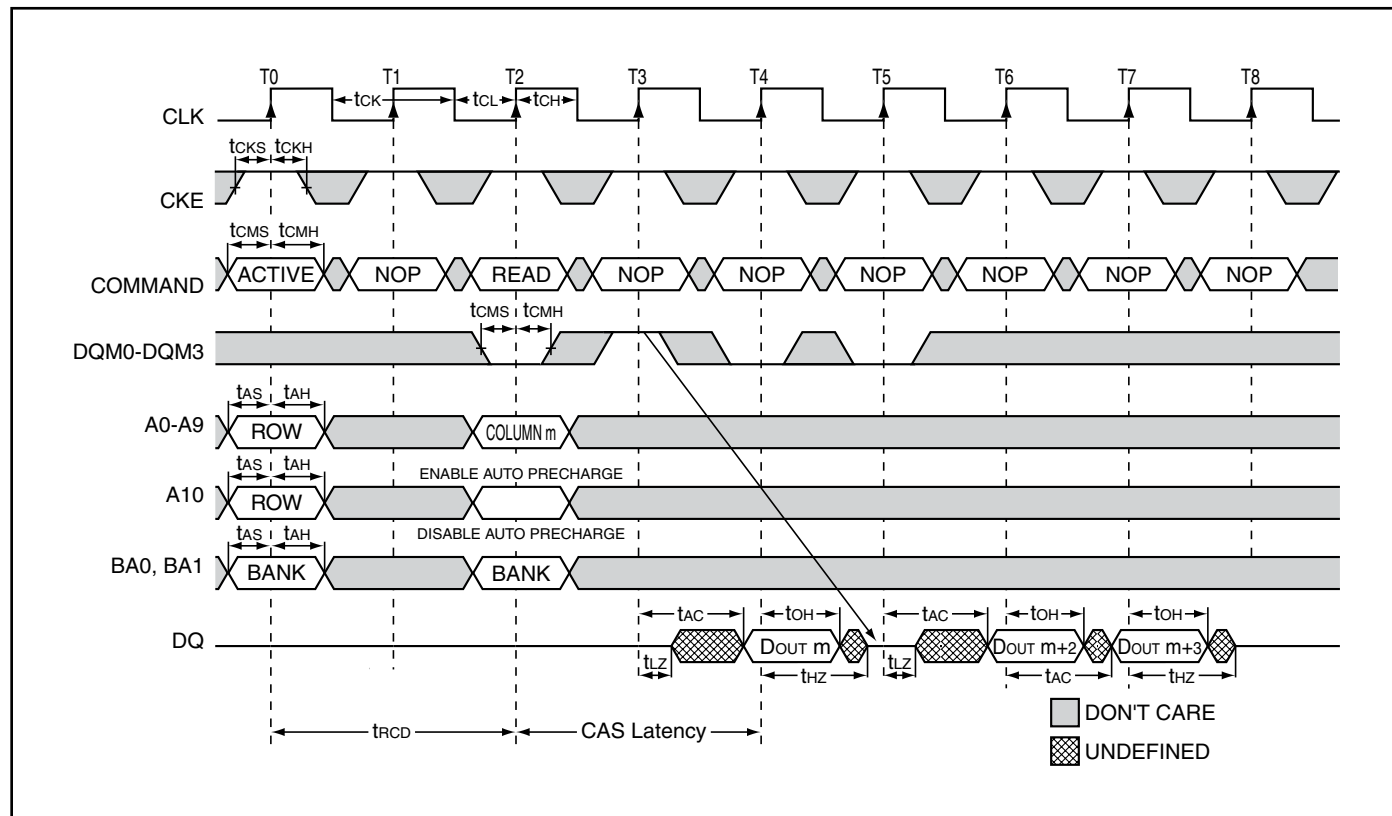 T0 T1 T2 T3 T4 T5 T6 T7 T8
tCK tCL tCH
CLK
tCKS tCKH
CKE
tCMS tCMH
COMMAND ACTIVE NOP READ NOP NOP NOP NOP NOP NOP
tCMS tCMH
DQM0-DQM3
tAS tAH
A0-A9 ROW COLUMN m
tAS tAH ENABLE AUTO PRECHARGE
A10 ROW
tAS tAH DISABLE AUTO PRECHARGE
BA0, BA1 BANK BANK
tAC tOH tAC tOH tOH
DQ DOUT m DOUT m+2 DOUT m+3
tLZ tHZ tLZ tAC tHZ
DON'T CARE
tRCD CAS Latency
UNDEFINED